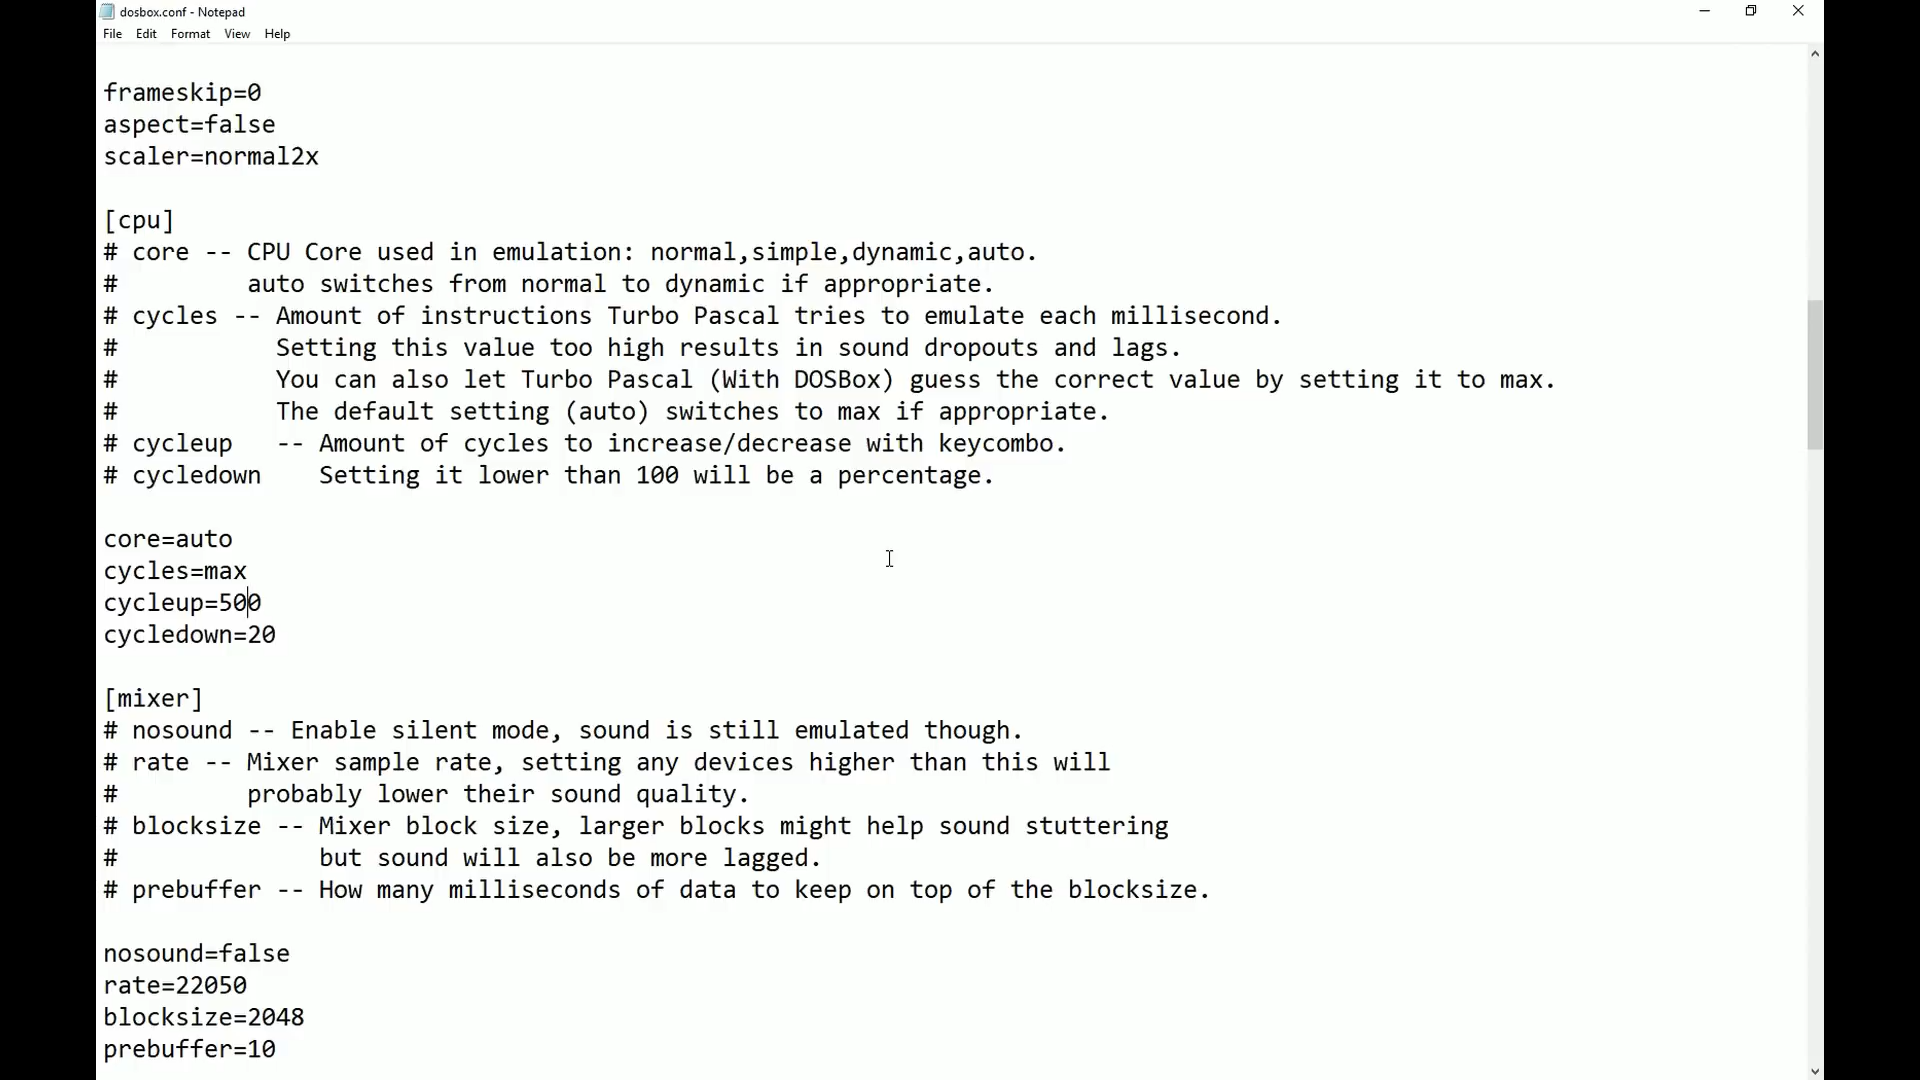 dosbox.conf - Notepad
File Edit Format View Help
frameskip=0
aspect=false
scaler=normal2x
[cpu]
# core -- CPU Core used in emulation: normal,simple,dynamic,auto.
#         auto switches from normal to dynamic if appropriate.
# cycles -- Amount of instructions Turbo Pascal tries to emulate each millisecond.
#           Setting this value too high results in sound dropouts and lags.
#           You can also let Turbo Pascal (With DOSBox) guess the correct value by setting it to max.
#           The default setting (auto) switches to max if appropriate.
# cycleup   -- Amount of cycles to increase/decrease with keycombo.
# cycledown    Setting it lower than 100 will be a percentage.
core=auto
cycles=max
cycleup=500
cycledown=20
[mixer]
# nosound -- Enable silent mode, sound is still emulated though.
# rate -- Mixer sample rate, setting any devices higher than this will
#         probably lower their sound quality.
# blocksize -- Mixer block size, larger blocks might help sound stuttering
#              but sound will also be more lagged.
# prebuffer -- How many milliseconds of data to keep on top of the blocksize.
nosound=false
rate=22050
blocksize=2048
prebuffer=10